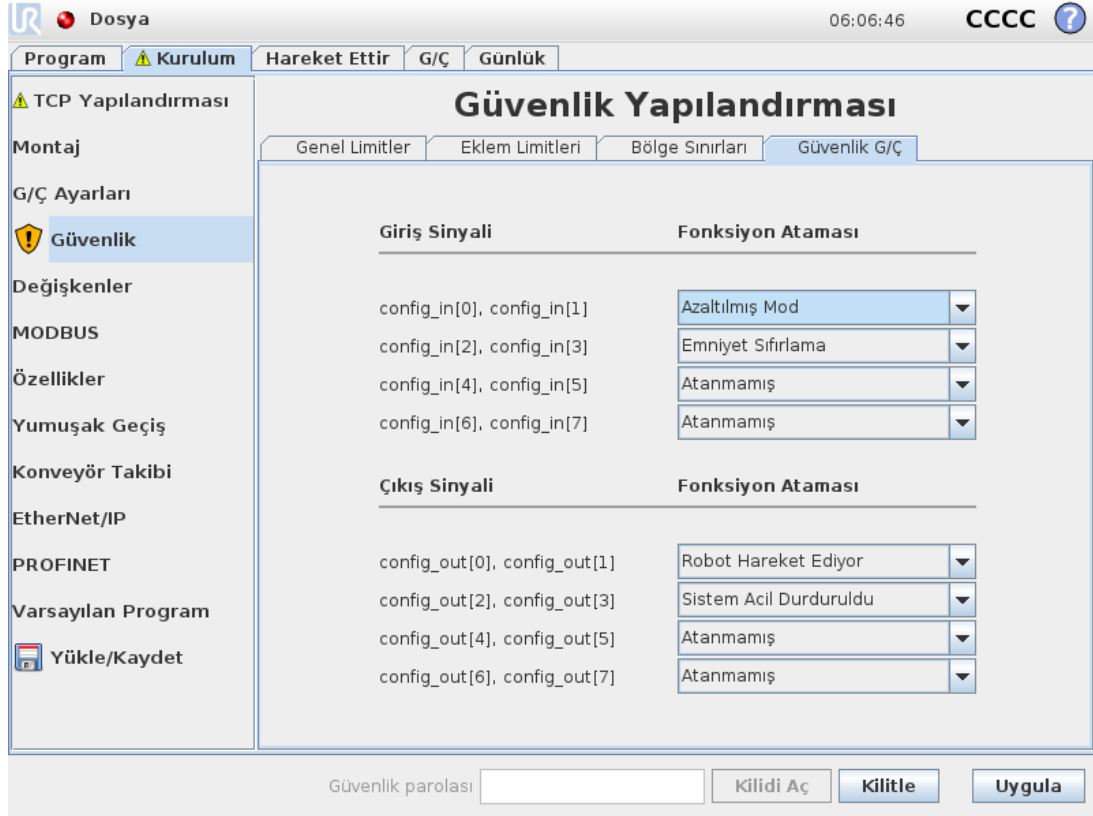 UR Dosya 06:06:46 CCCC ?
Program Kurulum Hareket Ettir G/Ç Günlük
TCP Yapılandırması
Montaj
G/Ç Ayarları
Güvenlik
Değişkenler
MODBUS
Özellikler
Yumuşak Geçiş
Konveyör Takibi
EtherNet/IP
PROFINET
Varsayılan Program
Yükle/Kaydet
Güvenlik Yapılandırması
Genel Limitler Eklem Limitleri Bölge Sınırları Güvenlik G/Ç
Giriş Sinyali Fonksiyon Ataması
config_in[0], config_in[1] Azaltılmış Mod
config_in[2], config_in[3] Emniyet Sıfırlama
config_in[4], config_in[5] Atanmamış
config_in[6], config_in[7] Atanmamış
Çıkış Sinyali Fonksiyon Ataması
config_out[0], config_out[1] Robot Hareket Ediyor
config_out[2], config_out[3] Sistem Acil Durduruldu
config_out[4], config_out[5] Atanmamış
config_out[6], config_out[7] Atanmamış
Güvenlik parolası Kilidi Aç Kilitle Uygula